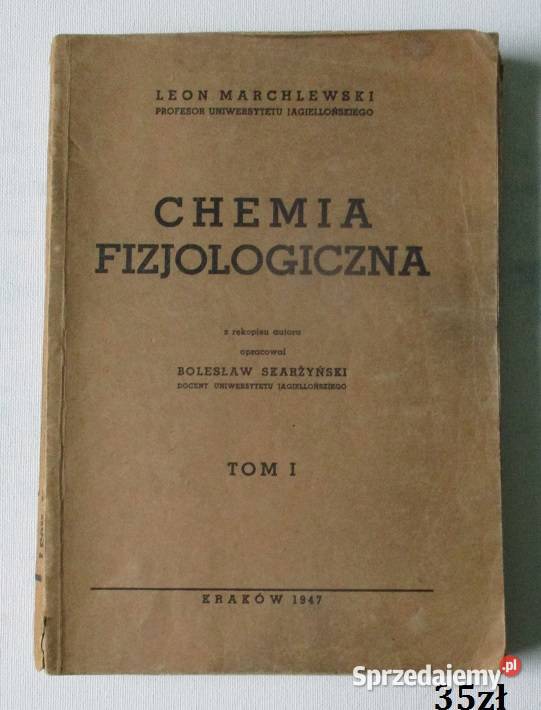 LEON MARCHLEWSKI
PROFESOR UNIWERSYTETU JAGIELLOŃSKIEGO
CHEMIA
FIZJOLOGICZNA
z rękopisu autora
opracował
BOLESŁAW SKARŻYŃSKI
DOCENT UNIWERSYTETU JAGIELLOŃSKIEGO
TOM I
KRAKÓW 1947
Sprzedajemy.pl
35zł